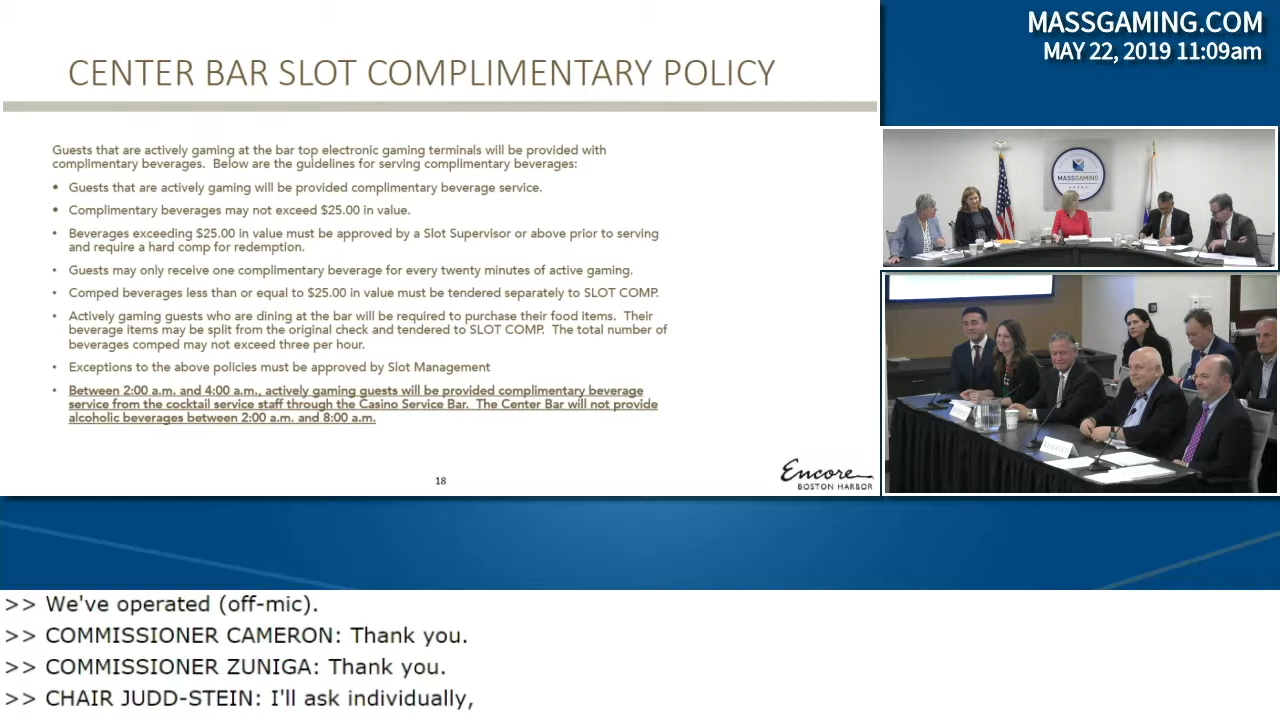 CENTER BAR SLOT COMPLIMENTARY POLICY
Guests that are actively gaming at the bar top electronic gaming terminals will be provided with
complimentary beverages. Below are the guidelines for serving complimentary beverages:
• Guests that are actively gaming will be provided complimentary beverage service.
• Complimentary beverages may not exceed $25.00 in value.
• Beverages exceeding $25.00 in value must be approved by a Slot Supervisor or above prior to serving
and require a hard comp for redemption.
• Guests may only receive one complimentary beverage for every twenty minutes of active gaming.
• Comped beverages less than or equal to $25.00 in value must be tendered separately to SLOT COMP.
• Actively gaming guests who are dining at the bar will be required to purchase their food items. Their
beverage items may be split from the original check and tendered to SLOT COMP. The total number of
beverages comped may not exceed three per hour.
• Exceptions to the above policies must be approved by Slot Management
• Between 2:00 a.m. and 4:00 a.m., actively gaming guests will be provided complimentary beverage
service from the cocktail service staff through the Casino Service Bar. The Center Bar will not provide
alcoholic beverages between 2:00 a.m. and 8:00 a.m.
18
Encore
BOSTON HARBOR
MASSGAMING.COM
MAY 22, 2019 11:09am
MASSGAMING
>> We've operated (off-mic).
>> COMMISSIONER CAMERON: Thank you.
>> COMMISSIONER ZUNIGA: Thank you.
>> CHAIR JUDD-STEIN: I'll ask individually,